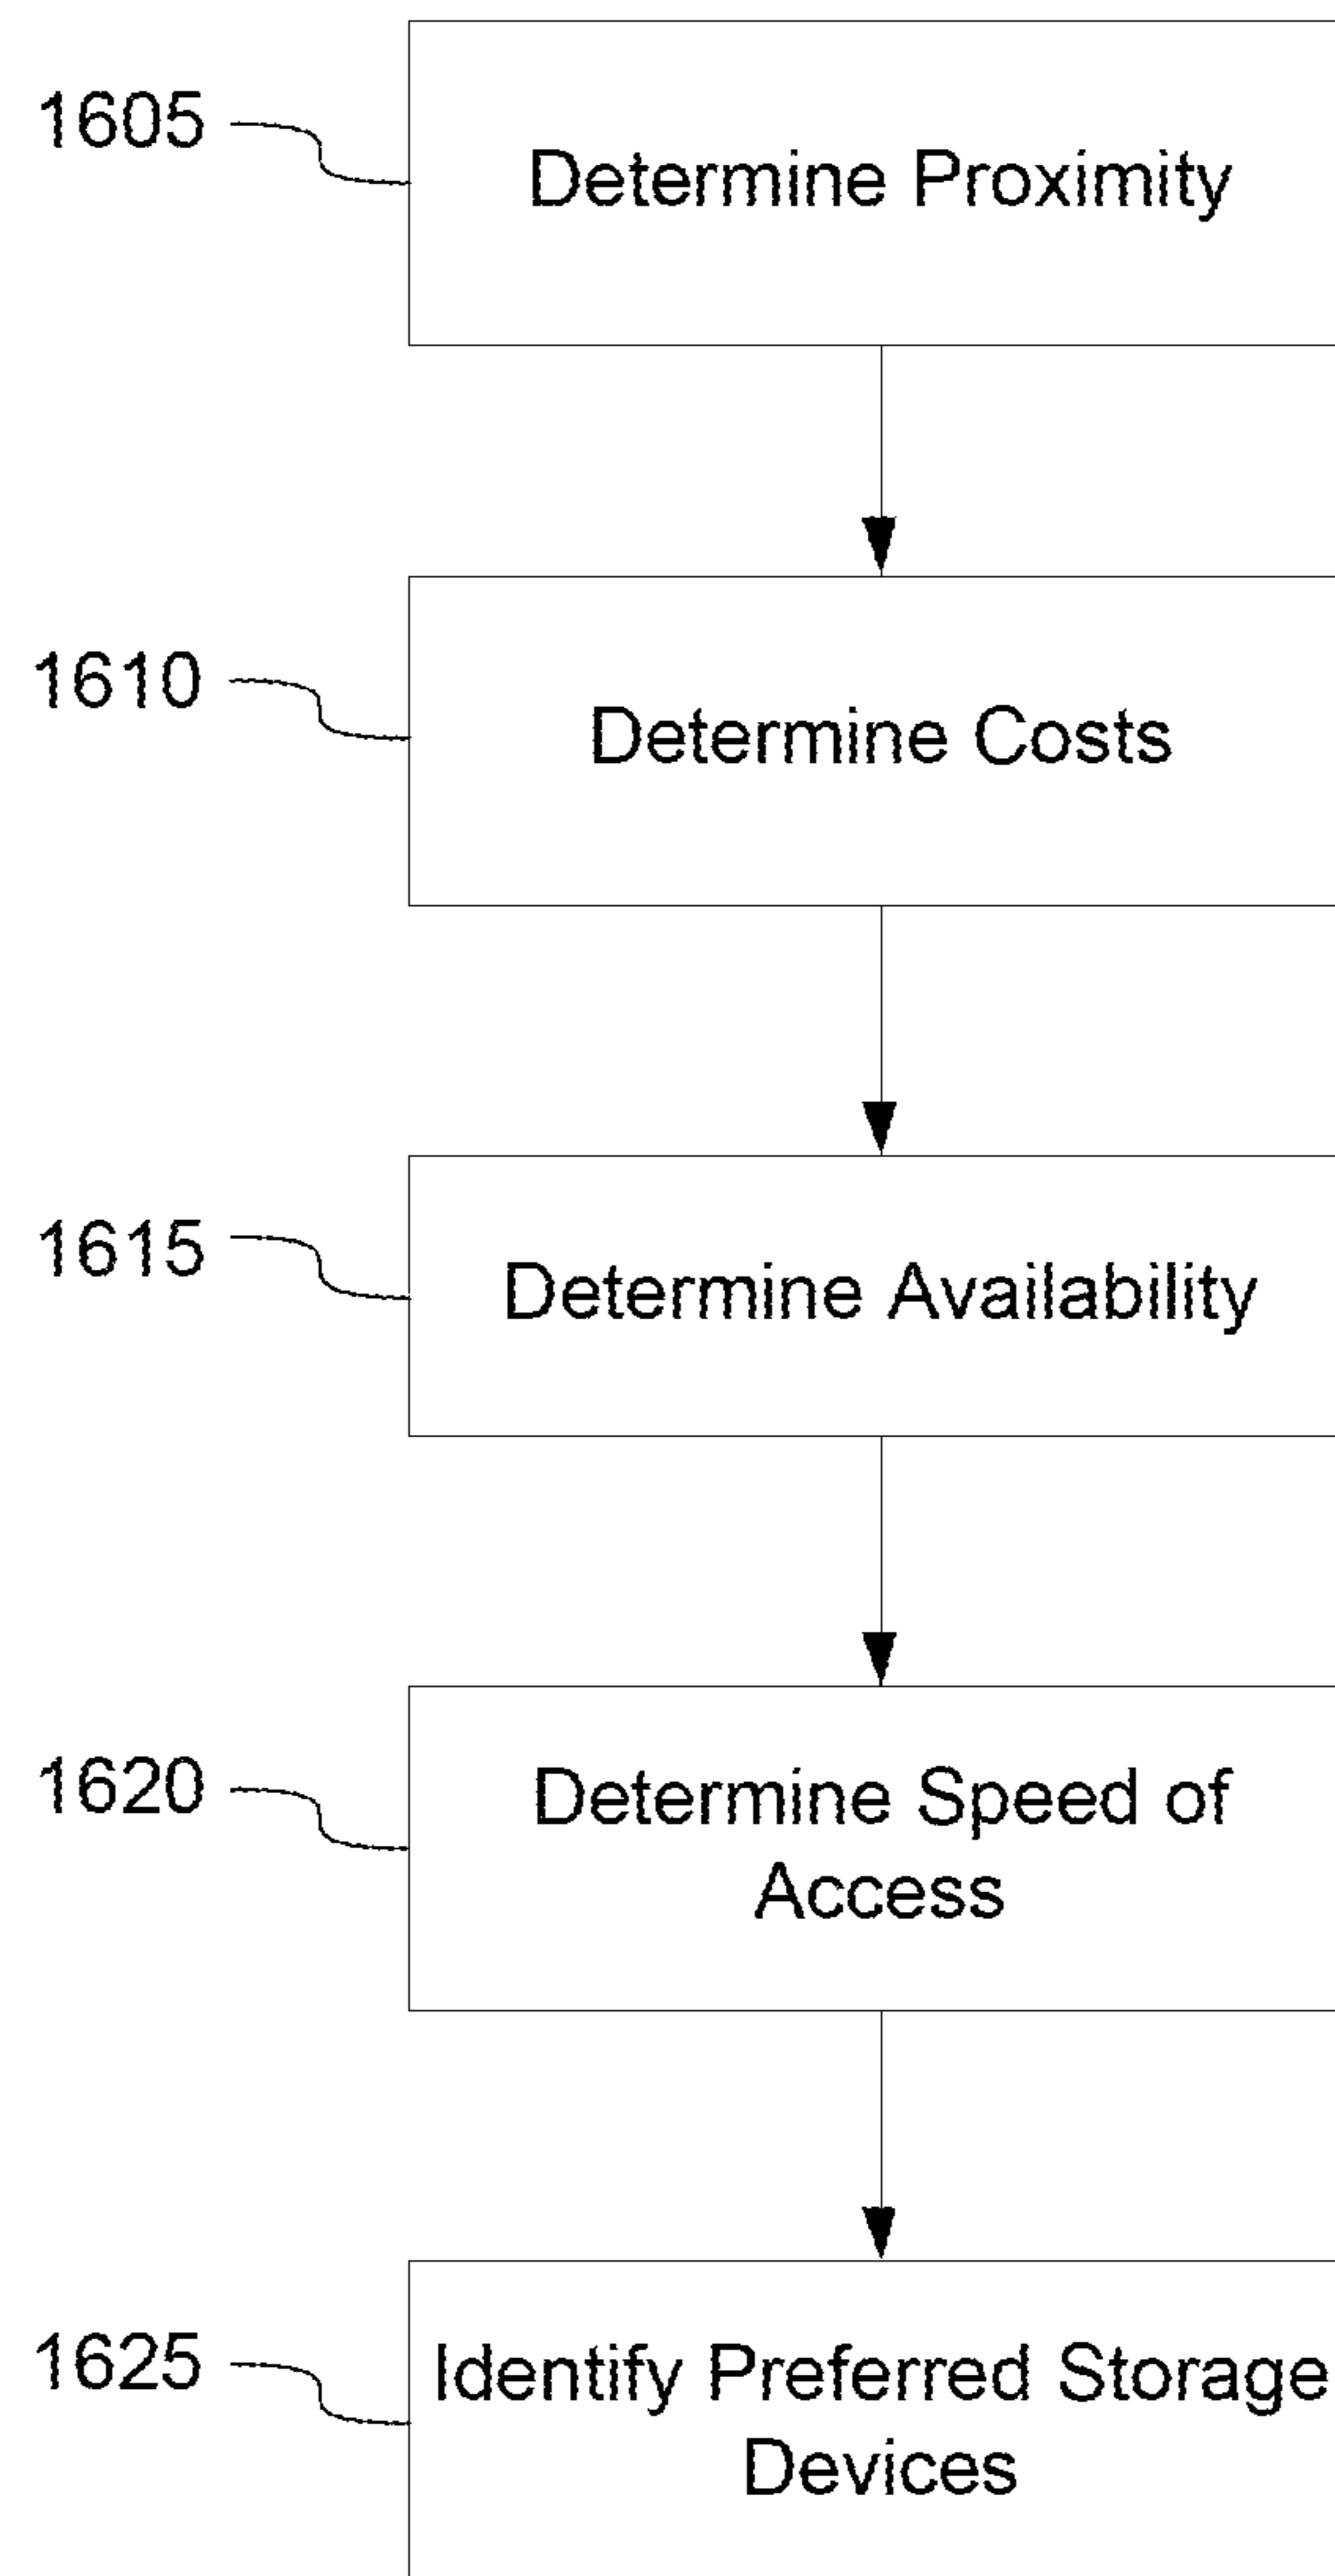 1605
Determine Proximity
1610
Determine Costs
1615
Determine Availability
1620
Determine Speed of
Access
1625
Identify Preferred Storage
Devices